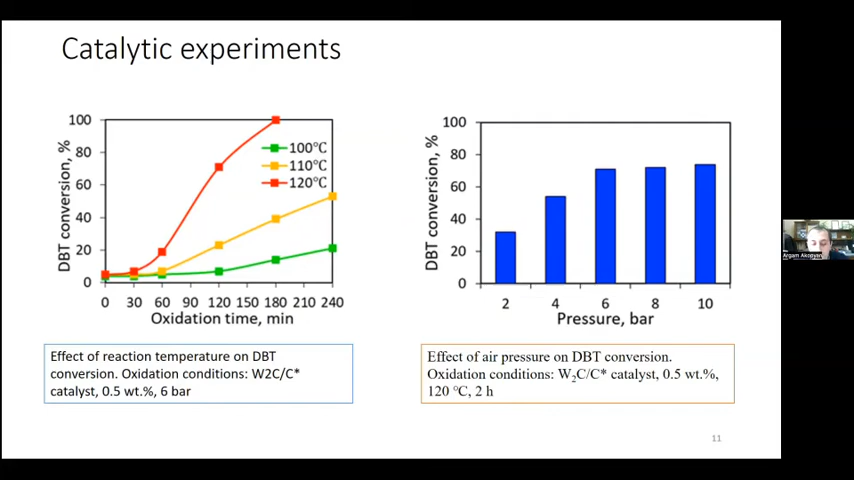 Catalytic experiments
DBT conversion, %
100
80
60
40
20
0
100°C
110°C
120°C
0 30 60 90 120 150 180 210 240
Oxidation time, min
DBT conversion, %
100
80
60
40
20
0
2 4 6 8 10
Pressure, bar
Effect of reaction temperature on DBT
conversion. Oxidation conditions: W2C/C*
catalyst, 0.5 wt.%, 6 bar
Effect of air pressure on DBT conversion.
Oxidation conditions: W₂C/C* catalyst, 0.5 wt.%,
120 °C, 2 h
11
Argam Akopyan